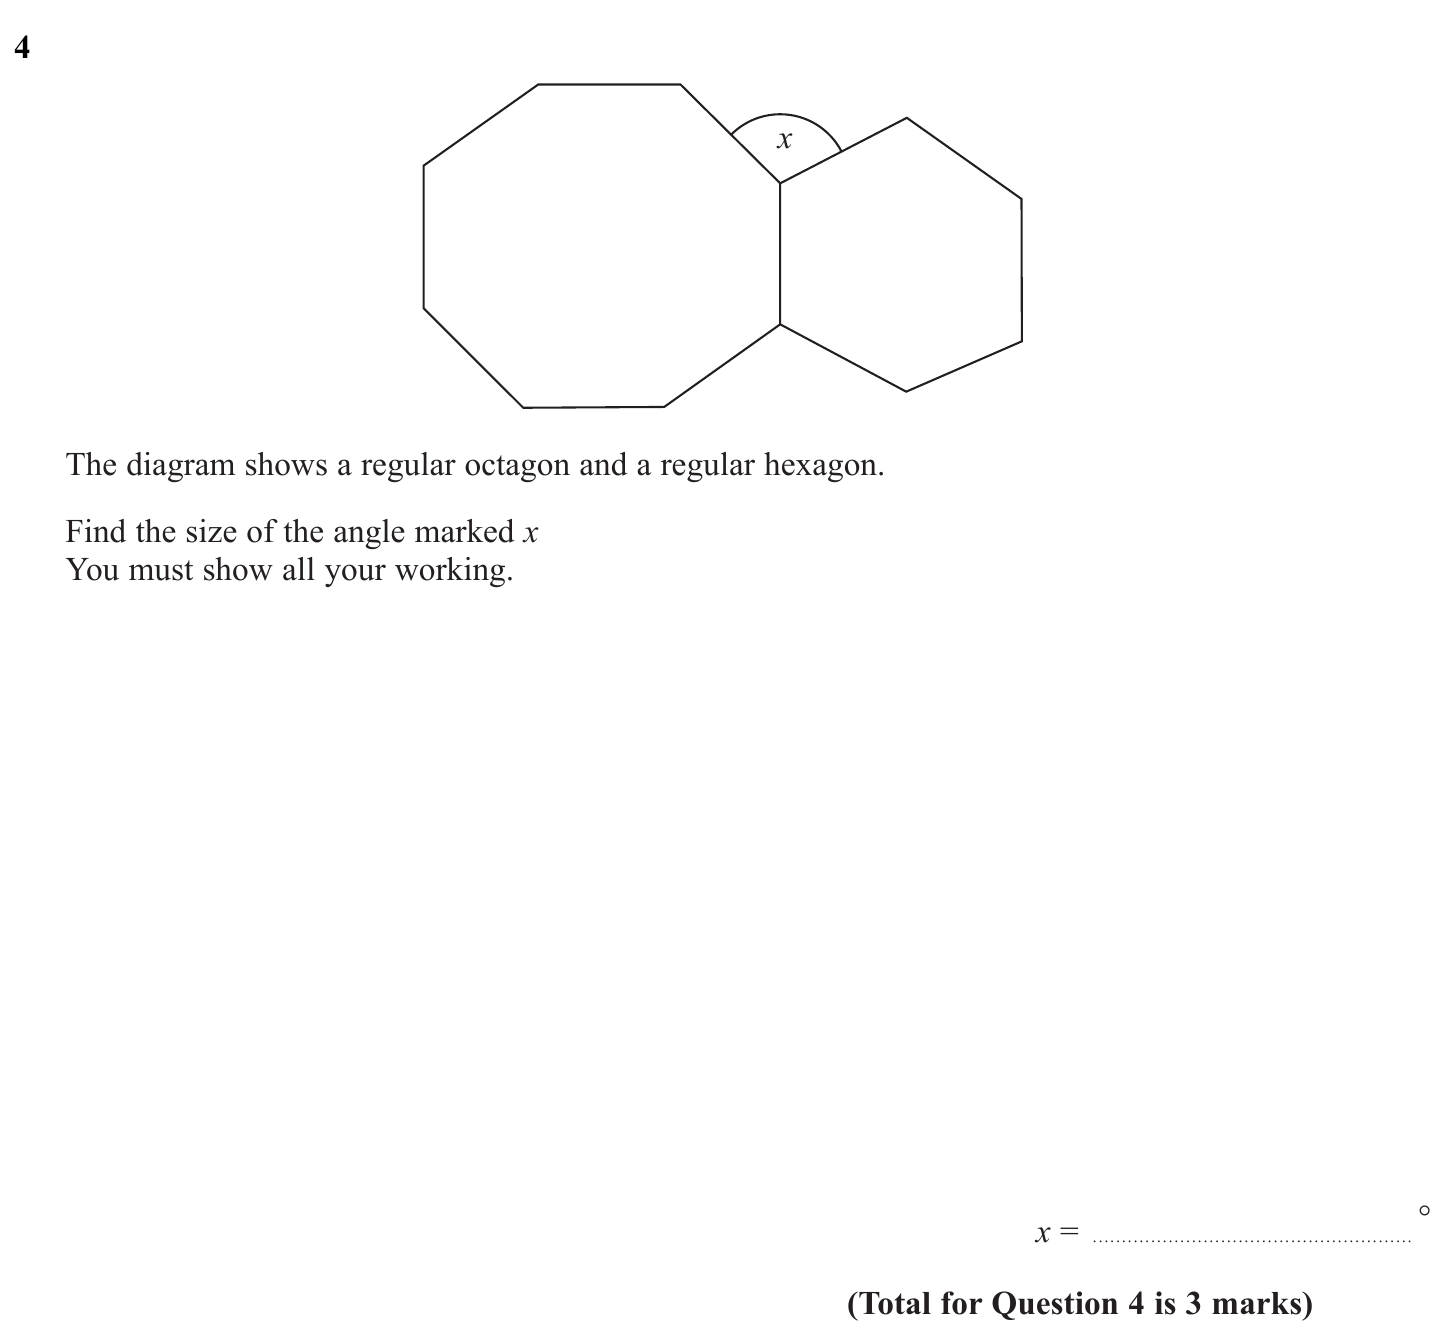 4
x
The diagram shows a regular octagon and a regular hexagon.
Find the size of the angle marked x
You must show all your working.
x = ........................................................°
(Total for Question 4 is 3 marks)